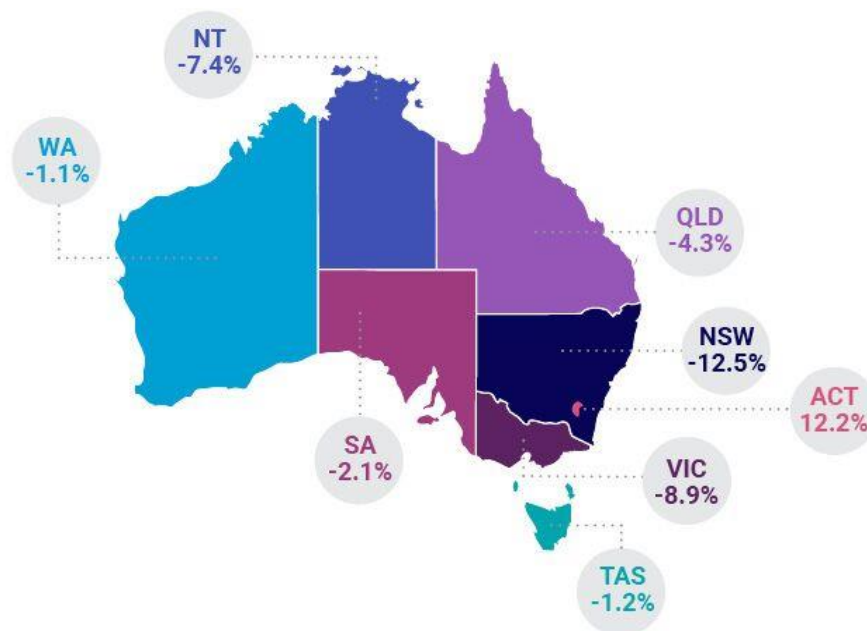 NT
-7.4%
WA
-1.1%
QLD
-4.3%
NSW
-12.5%
ACT
12.2%
SA
-2.1%
VIC
-8.9%
TAS
-1.2%